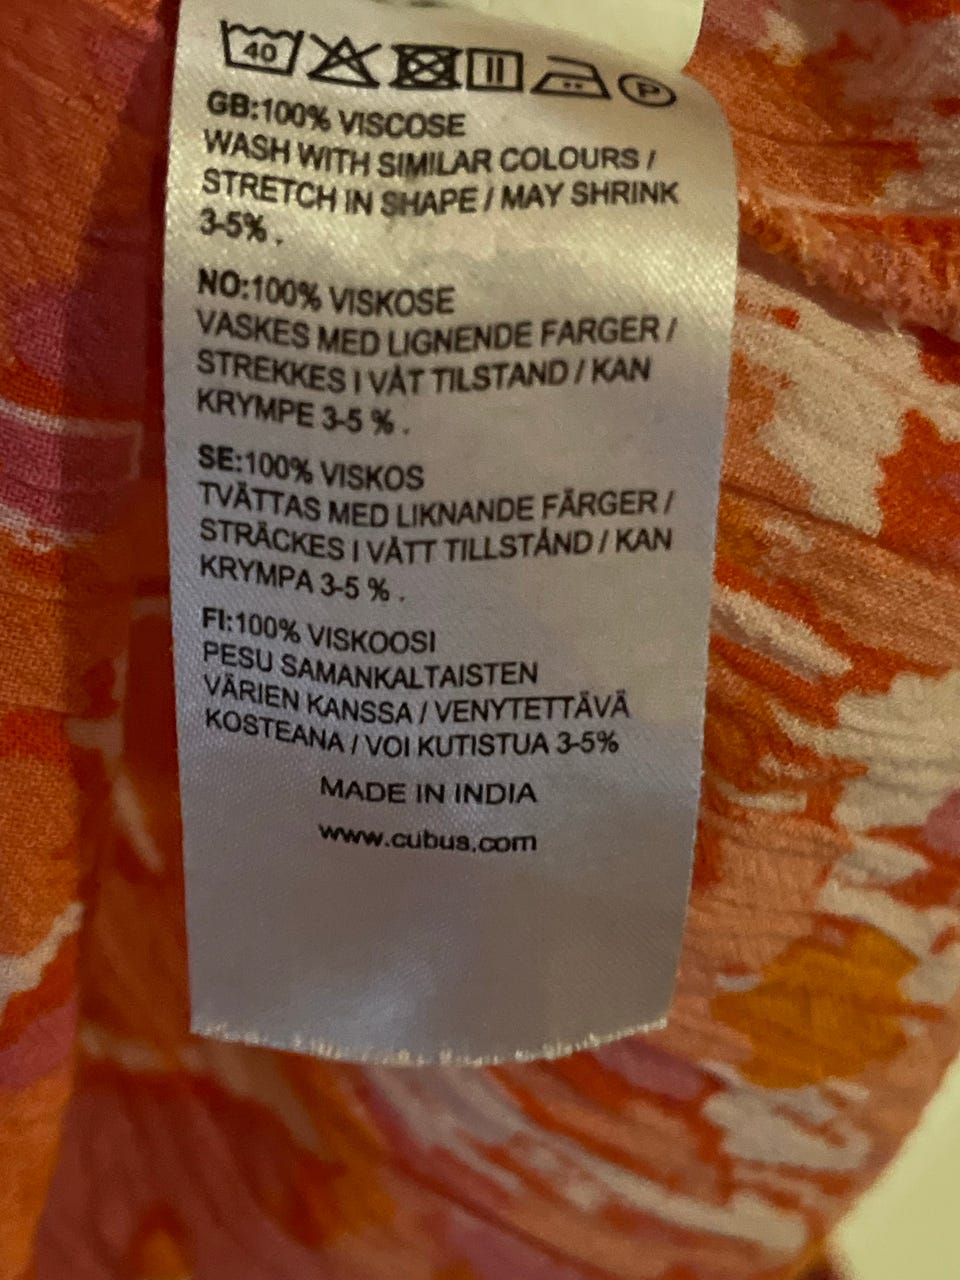 40 P
GB:100% VISCOSE
WASH WITH SIMILAR COLOURS /
STRETCH IN SHAPE / MAY SHRINK
3-5% .
NO:100% VISKOSE
VASKES MED LIGNENDE FARGER /
STREKKES I VÅT TILSTAND / KAN
KRYMPE 3-5 % .
SE:100% VISKOS
TVÄTTAS MED LIKNANDE FÄRGER /
STRÄCKES I VÅTT TILLSTÅND / KAN
KRYMPA 3-5 % .
FI:100% VISKOOSI
PESU SAMANKALTAISTEN
VÄRIEN KANSSA / VENYTETTÄVÄ
KOSTEANA / VOI KUTISTUA 3-5%
MADE IN INDIA
www.cubus.com